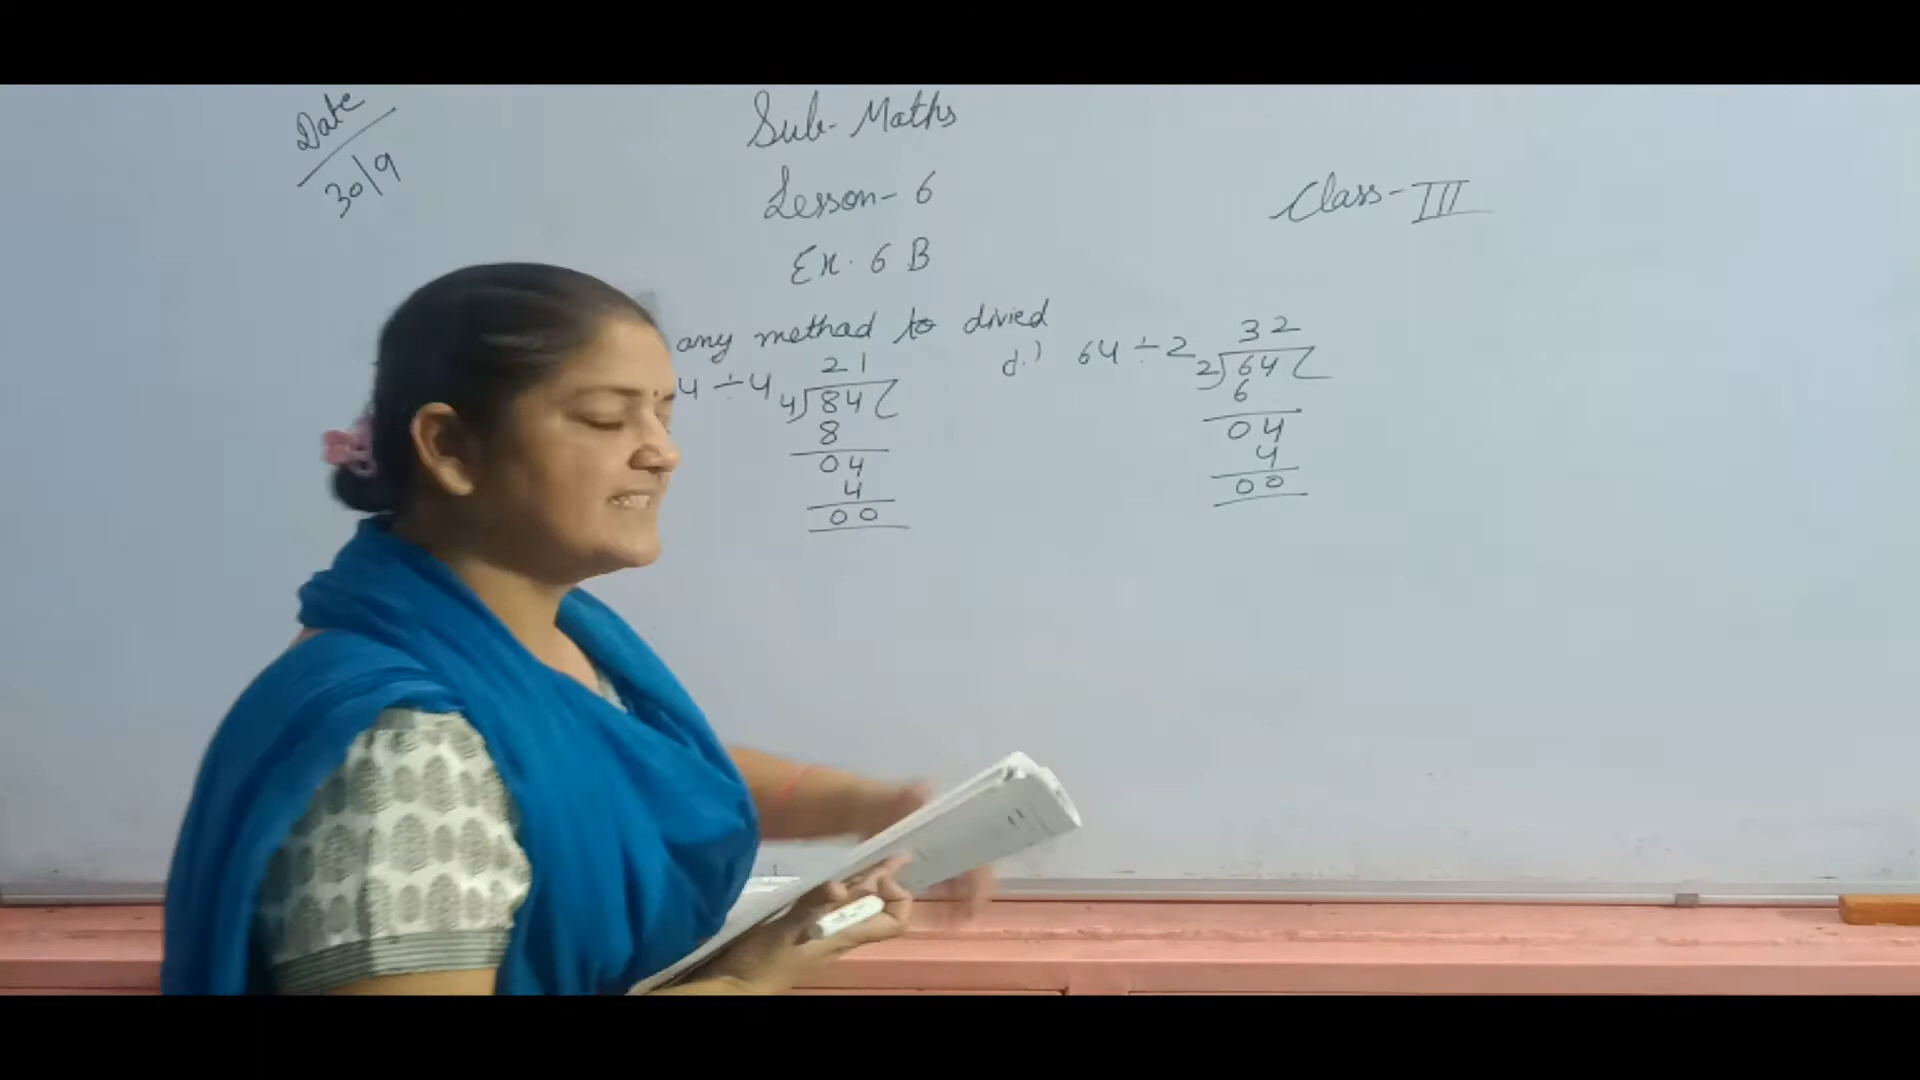 Date
30/9
Sub- Maths
Lesson- 6
Class- III
Ex. 6 B
any methad to divied
4 ÷ 4
21
4)84(
8
04
4
00
d.) 64 ÷ 2
32
2)64(
6
04
4
00